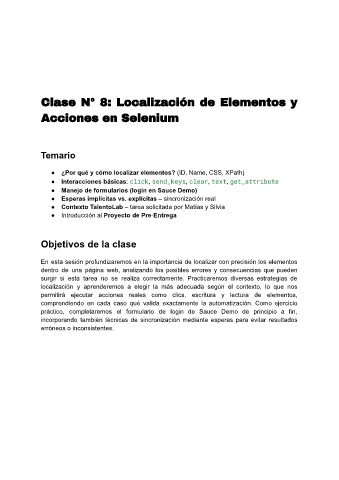 Clase N° 8: Localización de Elementos y
Acciones en Selenium
Temario
● ¿Por qué y cómo localizar elementos? (ID, Name, CSS, XPath)
● Interacciones básicas: click, send_keys, clear, text, get_attribute
● Manejo de formularios (login en Sauce Demo)
● Esperas implícitas vs. explícitas – sincronización real
● Contexto TalentoLab – tarea solicitada por Matías y Silvia
● Introducción al Proyecto de Pre-Entrega
Objetivos de la clase
En esta sesión profundizaremos en la importancia de localizar con precisión los elementos
dentro de una página web, analizando los posibles errores y consecuencias que pueden
surgir si esta tarea no se realiza correctamente. Practicaremos diversas estrategias de
localización y aprenderemos a elegir la más adecuada según el contexto, lo que nos
permitirá ejecutar acciones reales como clics, escritura y lectura de elementos,
comprendiendo en cada caso qué valida exactamente la automatización. Como ejercicio
práctico, completaremos el formulario de login de Sauce Demo de principio a fin,
incorporando también técnicas de sincronización mediante esperas para evitar resultados
erróneos o inconsistentes.